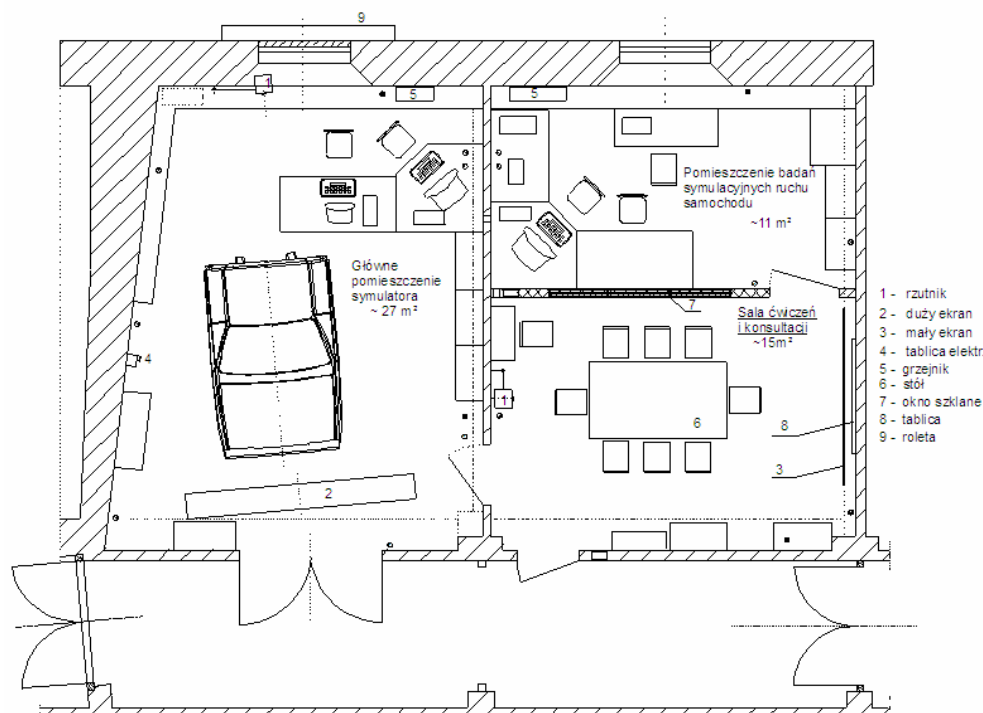 9
1
5
5
Pomieszczenie badań
symulacyjnych ruchu
samochodu
~11 m²
Główne
pomieszczenie
symulatora
~ 27 m²
7
Sala ćwiczeń
i konsultacji
~15m²
4
1
6
8
3
2
1 - rzutnik
2 - duży ekran
3 - mały ekran
4 - tablica elektr.
5 - grzejnik
6 - stół
7 - okno szklane
8 - tablica
9 - roleta